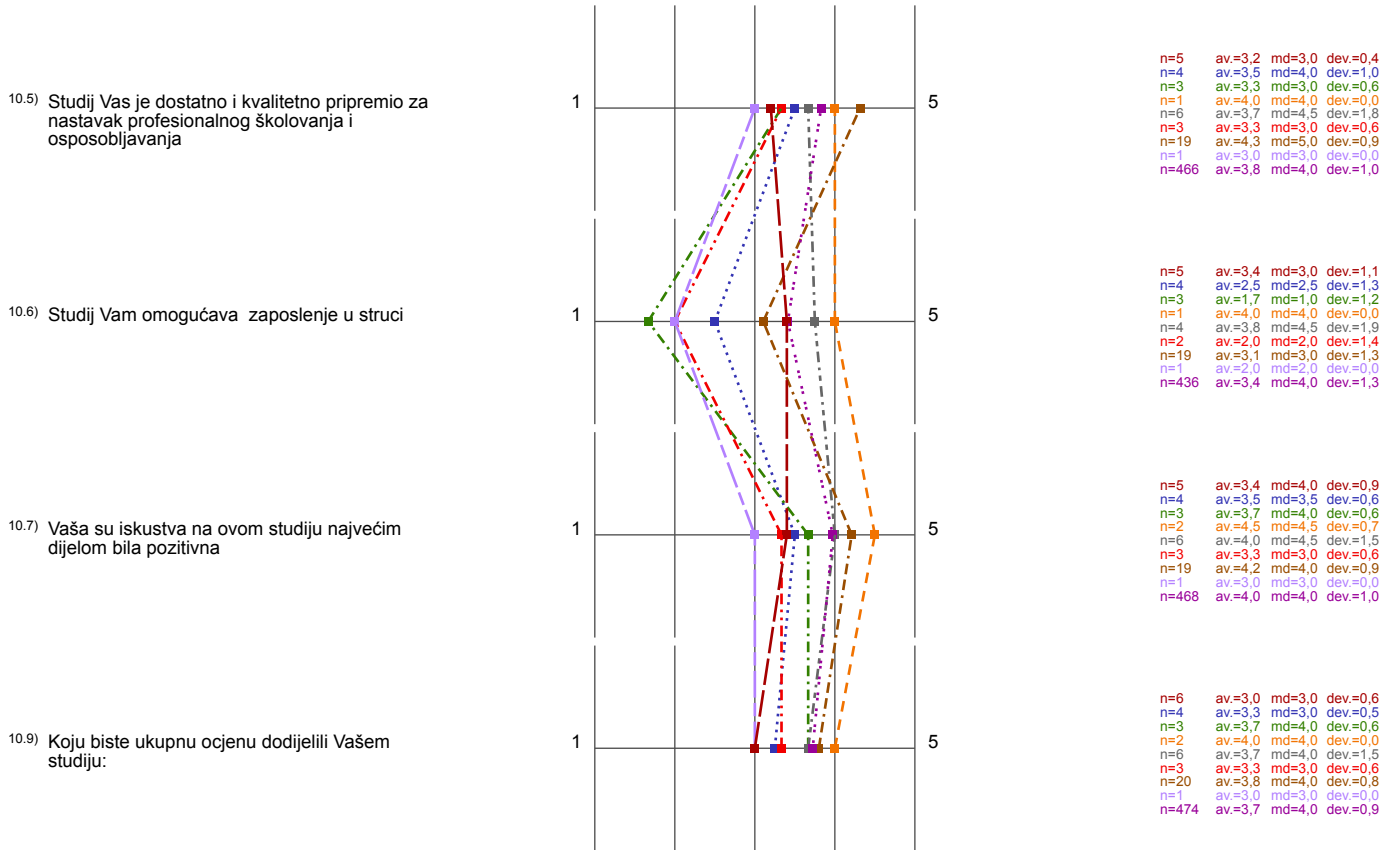 10.5) Studij Vas je dostatno i kvalitetno pripremio za
nastavak profesionalnog školovanja i
osposobljavanja
1
5
n=5 av.=3,2 md=3,0 dev.=0,4
n=4 av.=3,5 md=4,0 dev.=1,0
n=3 av.=3,3 md=3,0 dev.=0,6
n=1 av.=4,0 md=4,0 dev.=0,0
n=6 av.=3,7 md=4,5 dev.=1,8
n=3 av.=3,3 md=3,0 dev.=0,6
n=19 av.=4,3 md=5,0 dev.=0,9
n=1 av.=3,0 md=3,0 dev.=0,0
n=466 av.=3,8 md=4,0 dev.=1,0
10.6) Studij Vam omogućava zaposlenje u struci
1
5
n=5 av.=3,4 md=3,0 dev.=1,1
n=4 av.=2,5 md=2,5 dev.=1,3
n=3 av.=1,7 md=1,0 dev.=1,2
n=1 av.=4,0 md=4,0 dev.=0,0
n=4 av.=3,8 md=4,5 dev.=1,9
n=2 av.=2,0 md=2,0 dev.=1,4
n=19 av.=3,1 md=3,0 dev.=1,3
n=1 av.=2,0 md=2,0 dev.=0,0
n=436 av.=3,4 md=4,0 dev.=1,3
10.7) Vaša su iskustva na ovom studiju najvećim
dijelom bila pozitivna
1
5
n=5 av.=3,4 md=4,0 dev.=0,9
n=4 av.=3,5 md=3,5 dev.=0,6
n=3 av.=3,7 md=4,0 dev.=0,6
n=2 av.=4,5 md=4,5 dev.=0,7
n=6 av.=4,0 md=4,5 dev.=1,5
n=3 av.=3,3 md=3,0 dev.=0,6
n=19 av.=4,2 md=4,0 dev.=0,9
n=1 av.=3,0 md=3,0 dev.=0,0
n=468 av.=4,0 md=4,0 dev.=1,0
10.9) Koju biste ukupnu ocjenu dodijelili Vašem
studiju:
1
5
n=6 av.=3,0 md=3,0 dev.=0,6
n=4 av.=3,3 md=3,0 dev.=0,5
n=3 av.=3,7 md=4,0 dev.=0,6
n=2 av.=4,0 md=4,0 dev.=0,0
n=6 av.=3,7 md=4,0 dev.=1,5
n=3 av.=3,3 md=3,0 dev.=0,6
n=20 av.=3,8 md=4,0 dev.=0,8
n=1 av.=3,0 md=3,0 dev.=0,0
n=474 av.=3,7 md=4,0 dev.=0,9